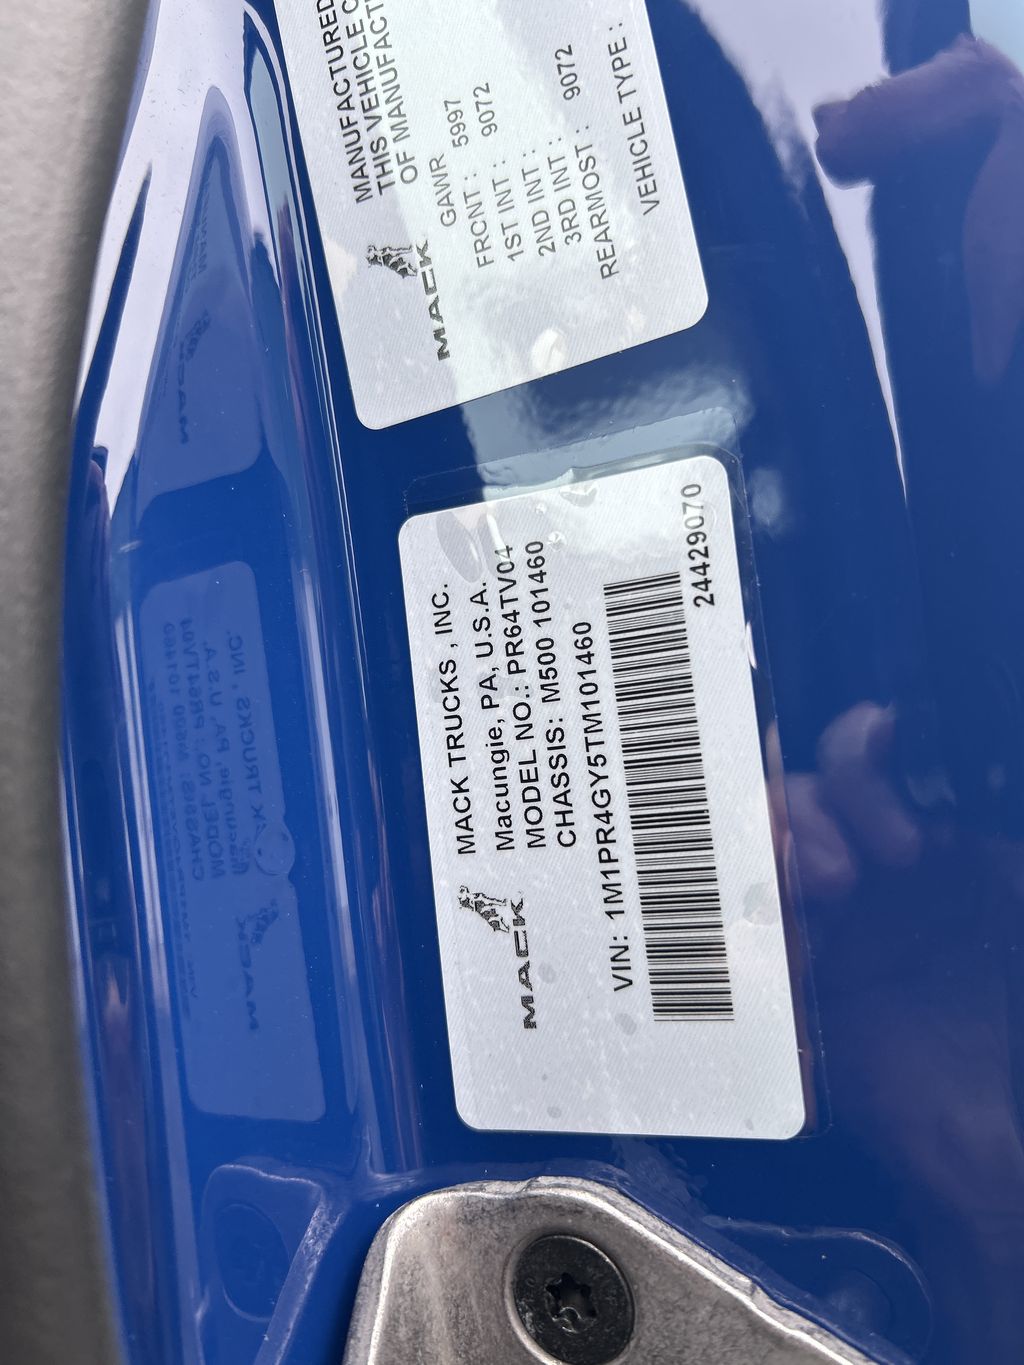 MANUFACTURED
THIS VEHICLE
OF MANUFACT
MACK
GAWR
FRCNT : 5997
1ST INT : 9072
2ND INT :
3RD INT :
REARMOST : 9072
VEHICLE TYPE :
MACK
MACK TRUCKS , INC.
Macungie, PA, U.S.A.
MODEL NO.: PR64TV04
CHASSIS: M500 101460
VIN: 1M1PR4GY5TM101460
24429070